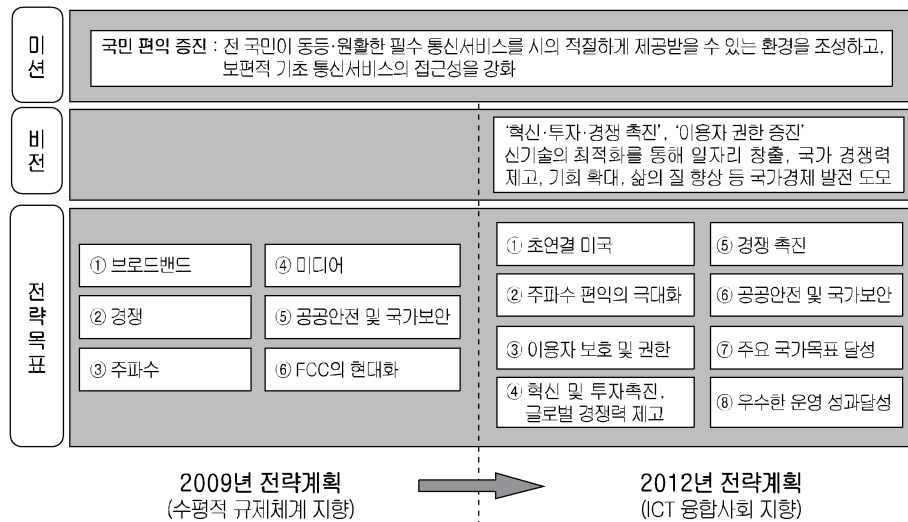 미션
국민 편익 증진 : 전 국민이 동등·원활한 필수 통신서비스를 시의 적절하게 제공받을 수 있는 환경을 조성하고,
보편적 기초 통신서비스의 접근성을 강화
비전
'혁신·투자·경쟁 촉진', '이용자 권한 증진'
신기술의 최적화를 통해 일자리 창출, 국가 경쟁력
제고, 기회 확대, 삶의 질 향상 등 국가경제 발전 도모
전략목표
① 브로드밴드
② 경쟁
③ 주파수
④ 미디어
⑤ 공공안전 및 국가보안
⑥ FCC의 현대화
① 초연결 미국
② 주파수 편익의 극대화
③ 이용자 보호 및 권한
④ 혁신 및 투자촉진,
글로벌 경쟁력 제고
⑤ 경쟁 촉진
⑥ 공공안전 및 국가보안
⑦ 주요 국가목표 달성
⑧ 우수한 운영 성과달성
2009년 전략계획
(수평적 규제체계 지향)
2012년 전략계획
(ICT 융합사회 지향)